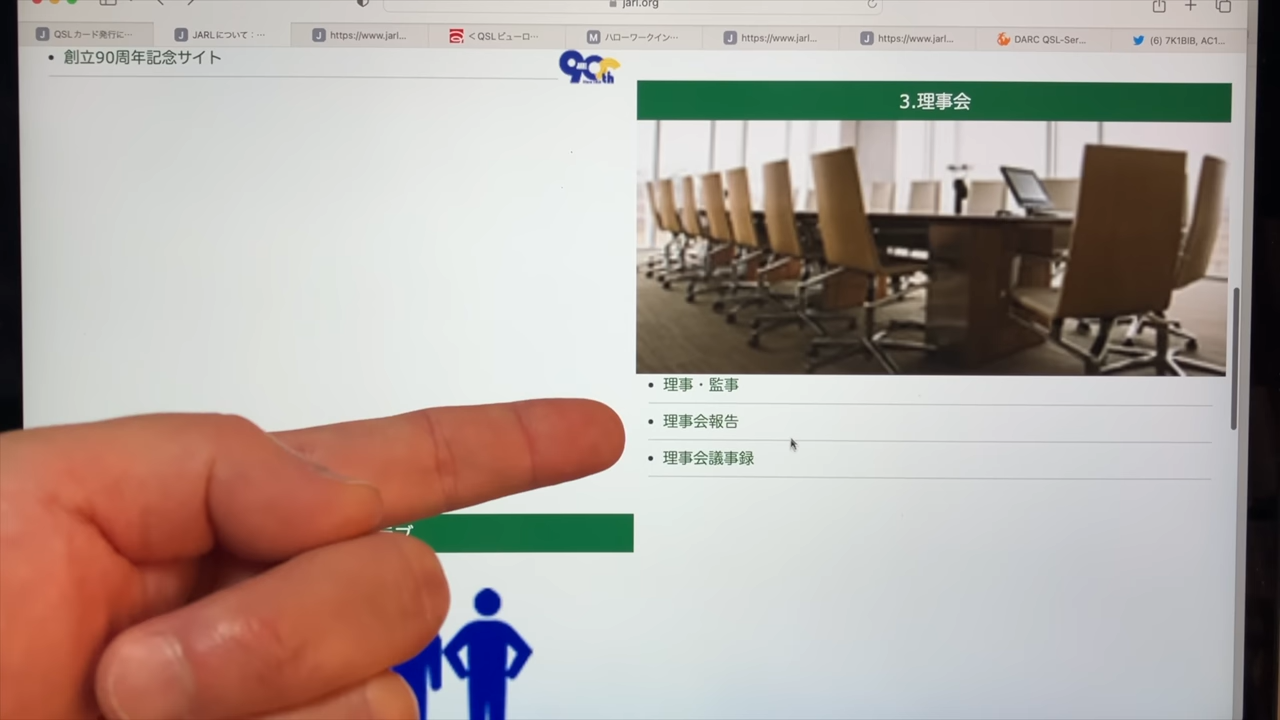 jarl.org
QSLカード発行に…
JARLについて：…
https://www.jarl...
＜QSLビューロ…
ハローワークイン…
https://www.jarl...
https://www.jarl...
DARC QSL-Ser...
(6) 7K1BIB, AC1...
創立90周年記念サイト
90th
3.理事会
理事・監事
理事会報告
理事会議事録
ブ